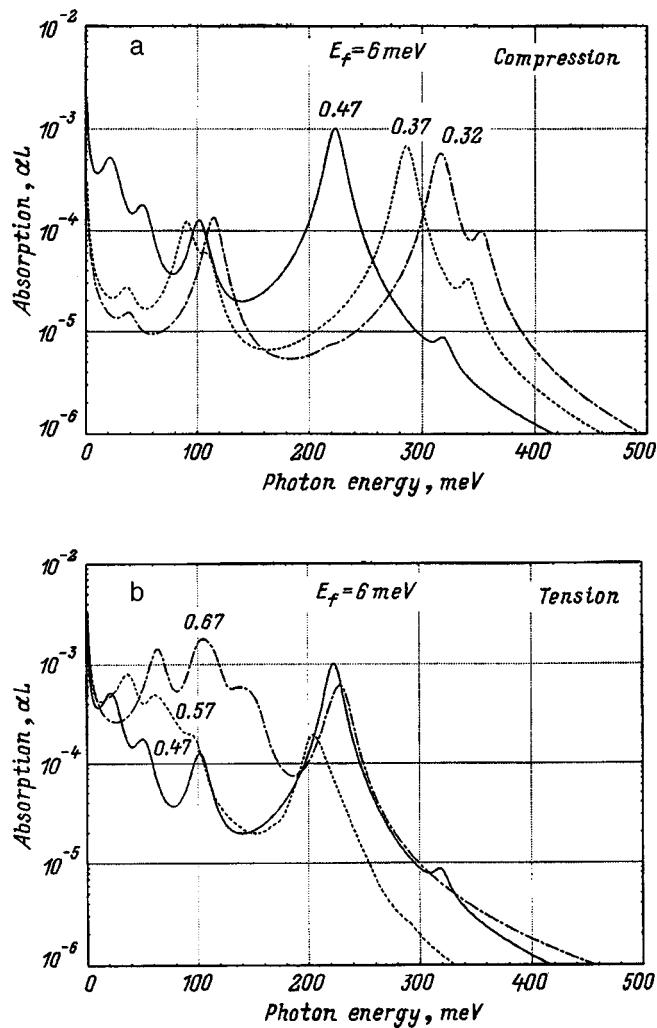 a
E_f = 6 meV
Compression
10^-2
10^-3
10^-4
10^-5
10^-6
0.47
0.37
0.32
Absorption, αL
0 100 200 300 400 500
Photon energy, meV
b
E_f = 6 meV
Tension
10^-2
10^-3
10^-4
10^-5
10^-6
0.67
0.57
0.47
Absorption, αL
0 100 200 300 400 500
Photon energy, meV